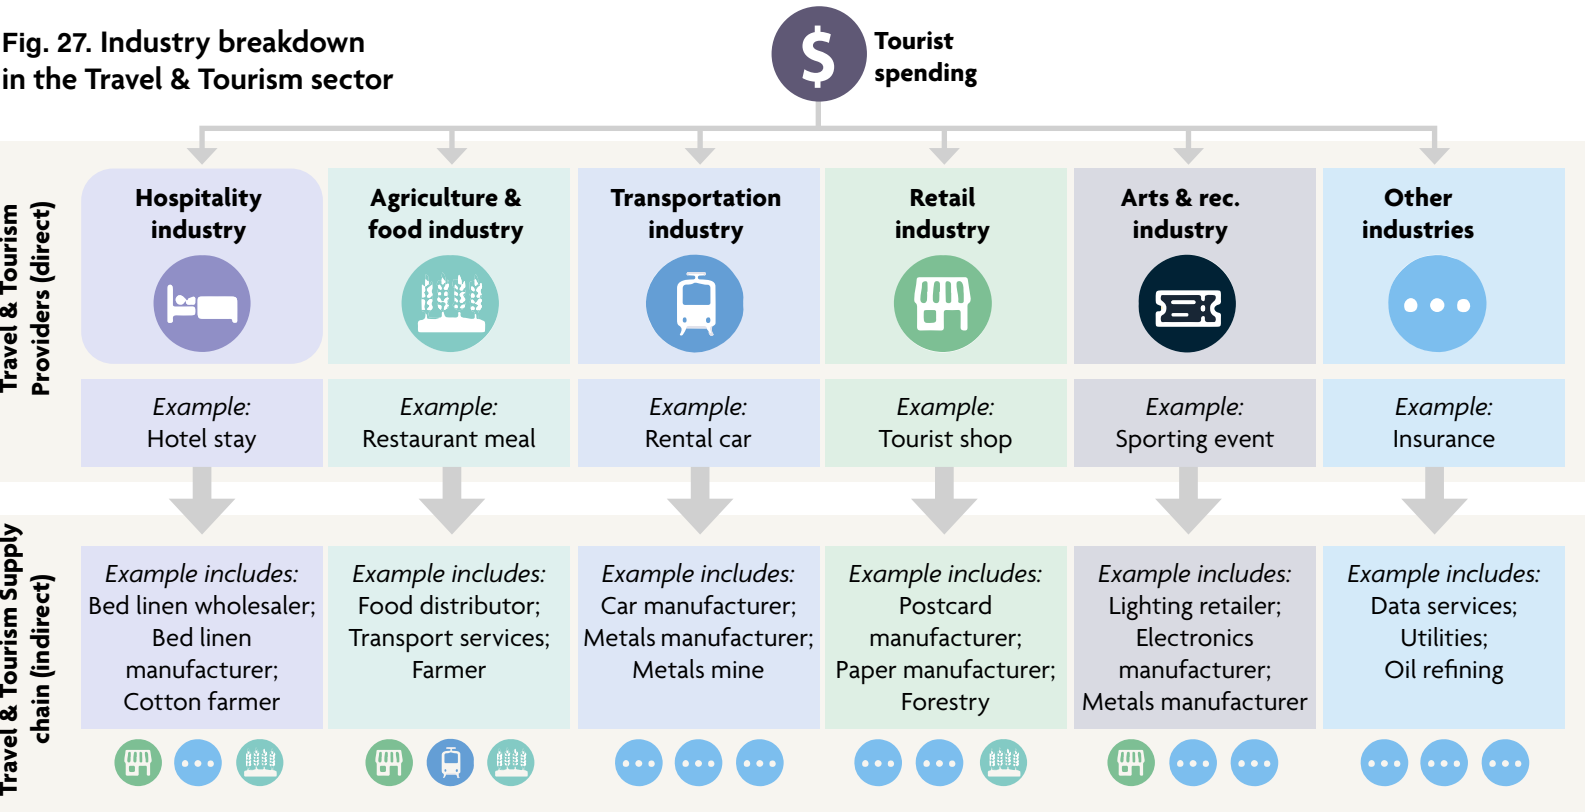 Fig. 27. Industry breakdown
in the Travel & Tourism sector
$
Tourist
spending
Travel & Tourism
Providers (direct)
Hospitality
industry
Agriculture &
food industry
Transportation
industry
Retail
industry
Arts & rec.
industry
Other
industries
Example:
Hotel stay
Example:
Restaurant meal
Example:
Rental car
Example:
Tourist shop
Example:
Sporting event
Example:
Insurance
Travel & Tourism Supply
chain (indirect)
Example includes:
Bed linen wholesaler;
Bed linen
manufacturer;
Cotton farmer
Example includes:
Food distributor;
Transport services;
Farmer
Example includes:
Car manufacturer;
Metals manufacturer;
Metals mine
Example includes:
Postcard
manufacturer;
Paper manufacturer;
Forestry
Example includes:
Lighting retailer;
Electronics
manufacturer;
Metals manufacturer
Example includes:
Data services;
Utilities;
Oil refining